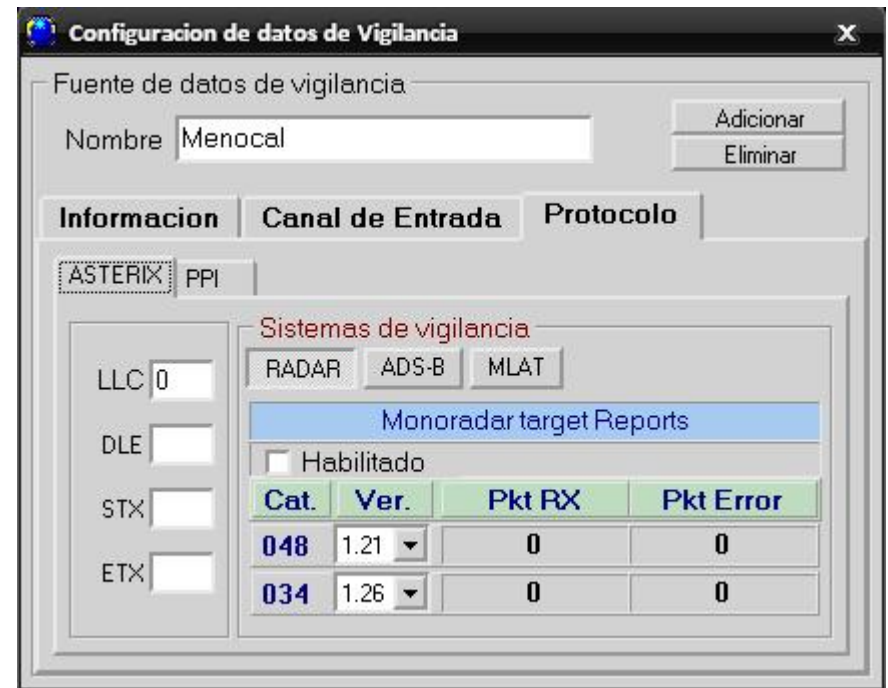 Configuracion de datos de Vigilancia x
Fuente de datos de vigilancia
Nombre Menocal
Adicionar
Eliminar
Informacion Canal de Entrada Protocolo
ASTERIX PPI
LLC 0
DLE
STX
ETX
Sistemas de vigilancia
RADAR ADS-B MLAT
Monoradar target Reports
Habilitado
Cat. Ver. Pkt RX Pkt Error
048 1.21 0 0
034 1.26 0 0